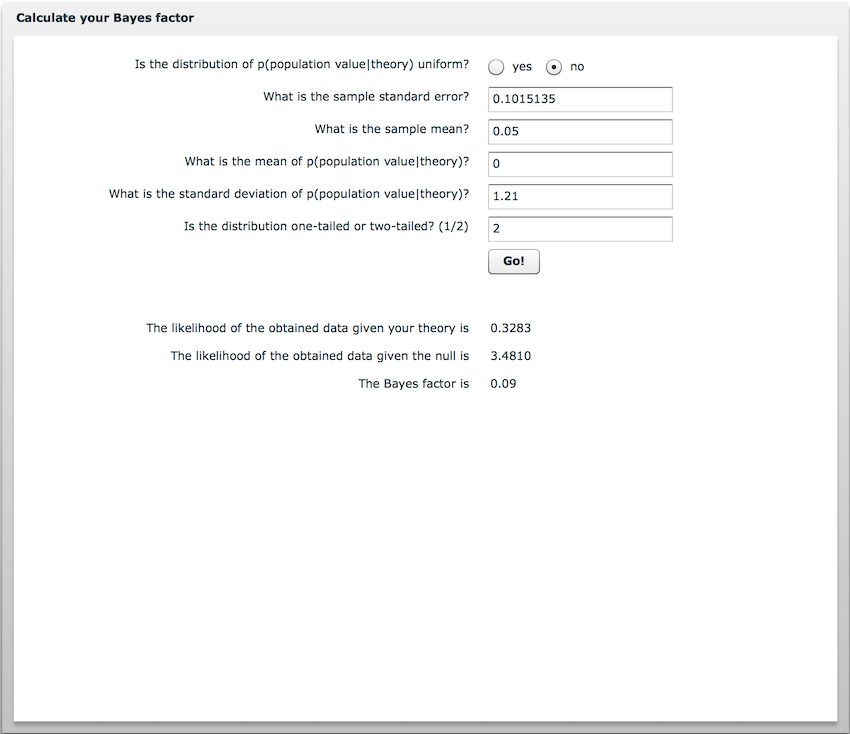 Calculate your Bayes factor
Is the distribution of p(population value|theory) uniform? yes no
What is the sample standard error? 0.1015135
What is the sample mean? 0.05
What is the mean of p(population value|theory)? 0
What is the standard deviation of p(population value|theory)? 1.21
Is the distribution one-tailed or two-tailed? (1/2) 2
Go!
The likelihood of the obtained data given your theory is 0.3283
The likelihood of the obtained data given the null is 3.4810
The Bayes factor is 0.09